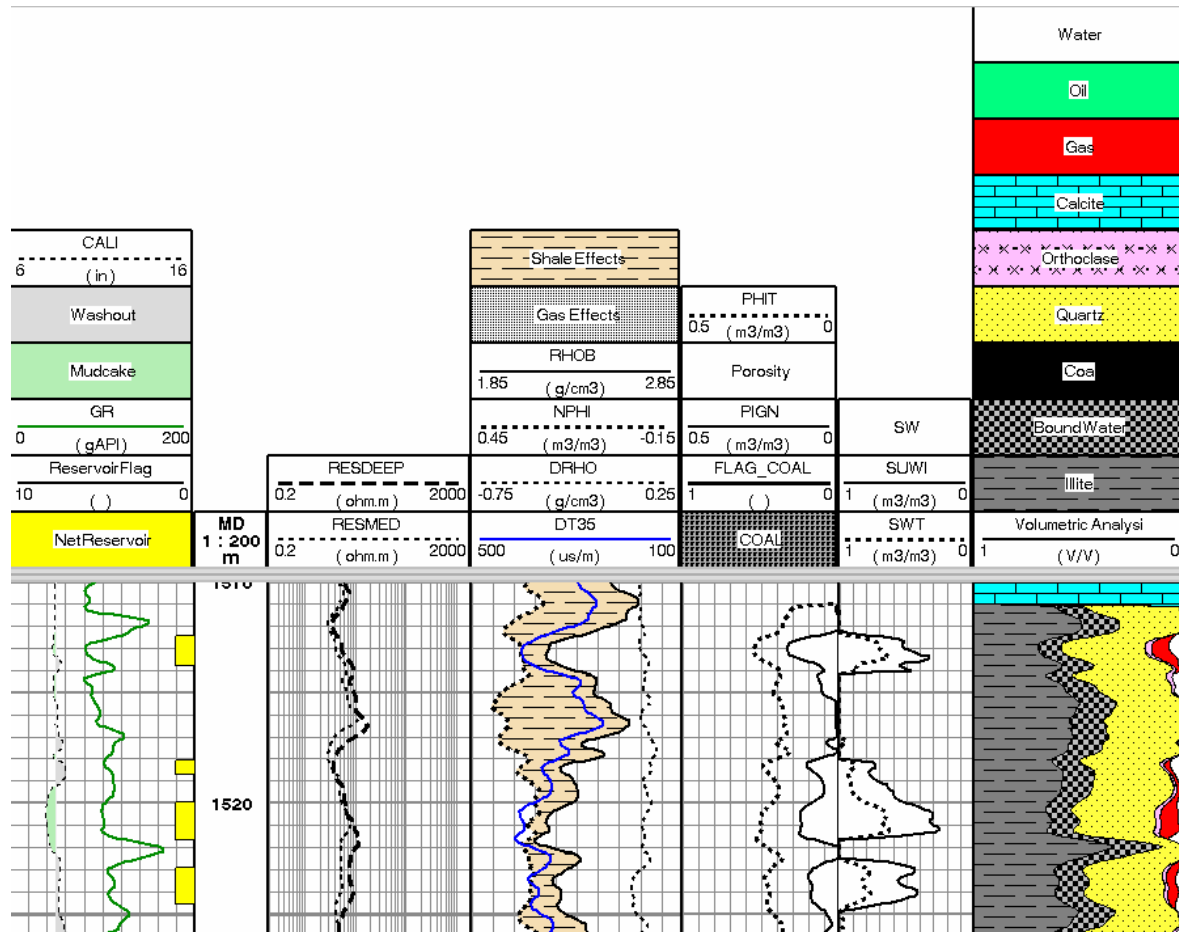 Water
Oil
Gas
Calcite
CALI
6 (in) 16
Shale Effects
Orthoclase
Washout
Gas Effects
PHIT
0.5 (m3/m3) 0
Quartz
Mudcake
RHOB
1.85 (g/cm3) 2.85
Porosity
Coa
GR
0 (gAPI) 200
NPHI
0.45 (m3/m3) -0.15
PIGN
0.5 (m3/m3) 0
SW
Bound Water
ReservoirFlag
10 () 0
RESDEEP
0.2 (ohm.m) 2000
DRHO
-0.75 (g/cm3) 0.25
FLAG_COAL
1 () 0
SUWI
1 (m3/m3) 0
Illite
NetReservoir
MD
1 : 200
m
RESMED
0.2 (ohm.m) 2000
DT35
500 (us/m) 100
COAL
SWT
1 (m3/m3) 0
Volumetric Analysi
1 (V/V) 0
1510
1520